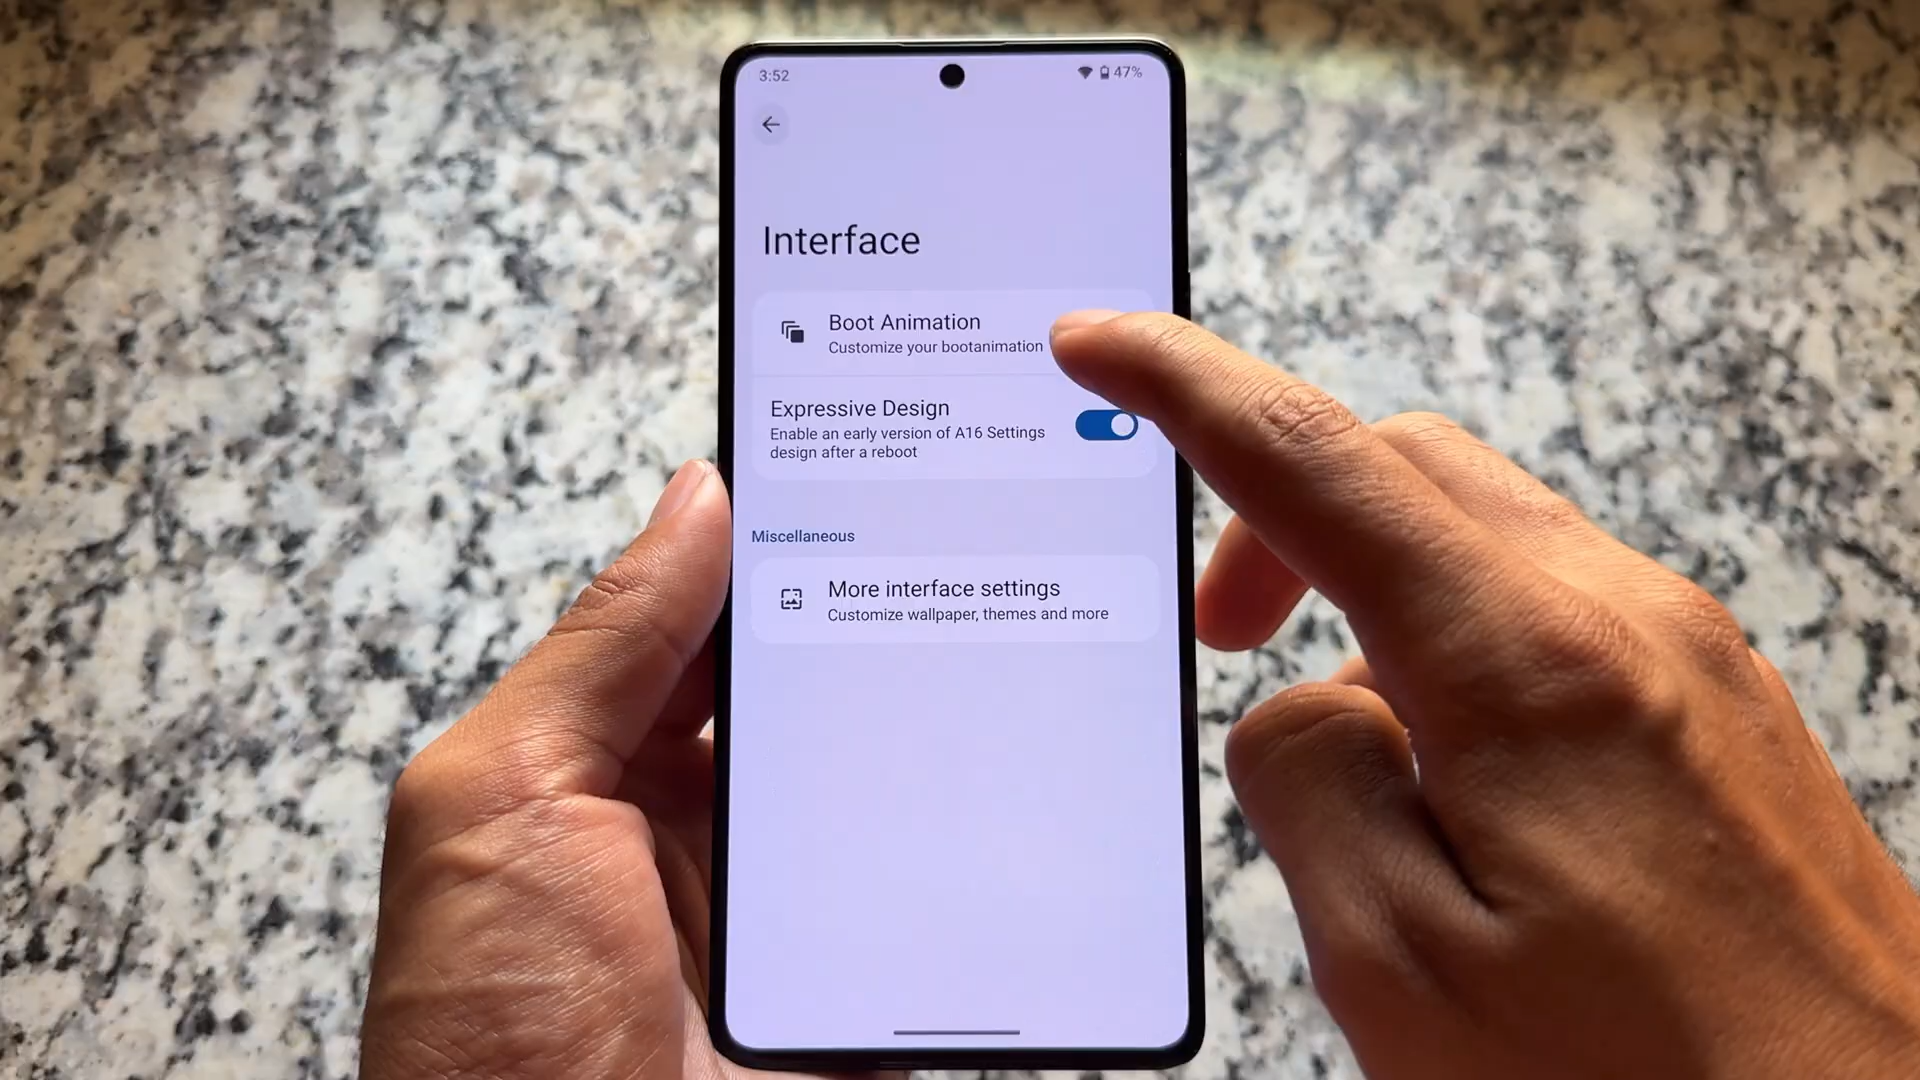 3:52
47%
Interface
Boot Animation
Customize your bootanimation
Expressive Design
Enable an early version of A16 Settings
design after a reboot
Miscellaneous
More interface settings
Customize wallpaper, themes and more